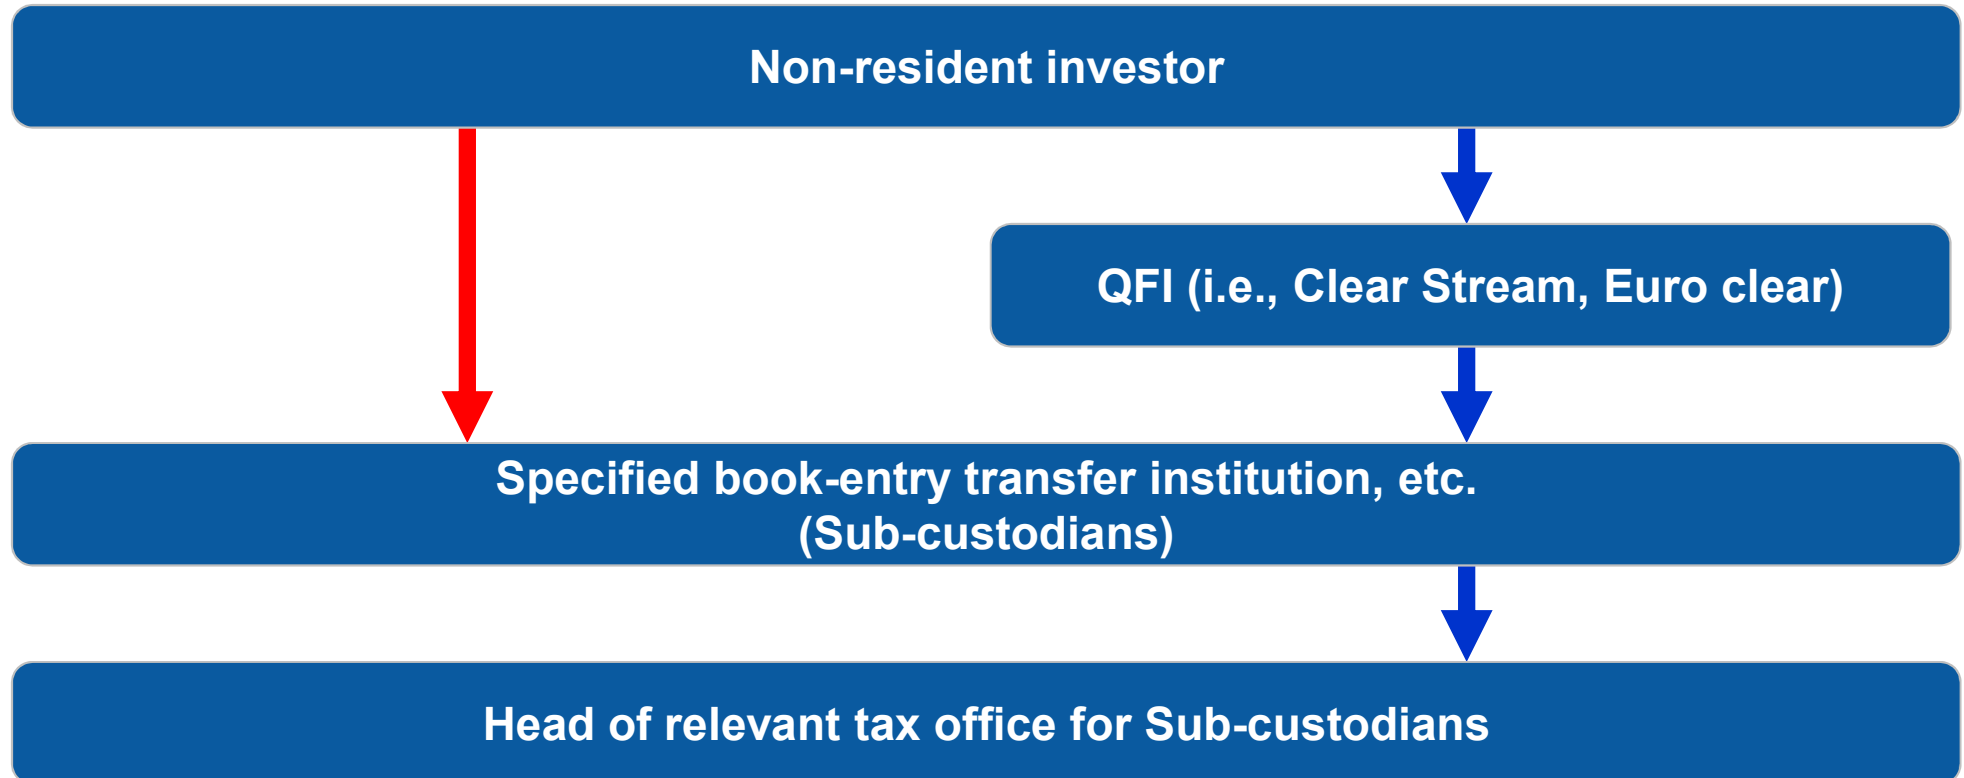 Non-resident investor
QFI (i.e., Clear Stream, Euro clear)
Specified book-entry transfer institution, etc.
(Sub-custodians)
Head of relevant tax office for Sub-custodians